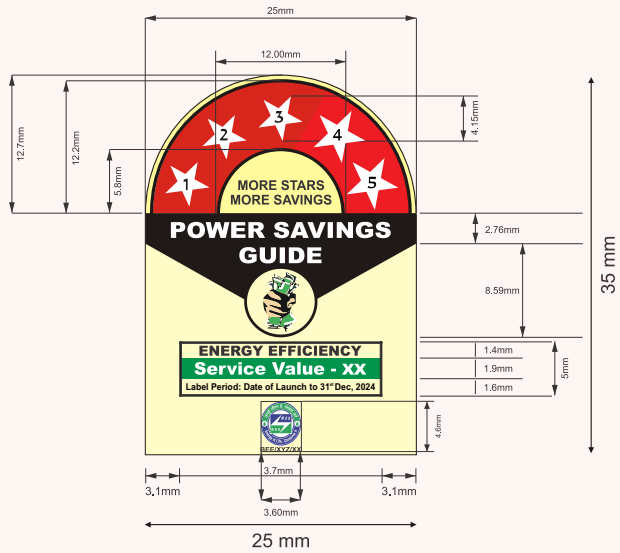 25mm
12.00mm
12.7mm
12.2mm
5.8mm
4.15mm
1
2
3
4
5
MORE STARS
MORE SAVINGS
POWER SAVINGS
GUIDE
2.76mm
8.59mm
35 mm
ENERGY EFFICIENCY
Service Value - XX
Label Period: Date of Launch to 31st Dec, 2024
1.4mm
1.9mm
1.6mm
5mm
BEE
BEE/XYZ/XX
4.6mm
3.7mm
3.1mm
3.1mm
3.60mm
25 mm